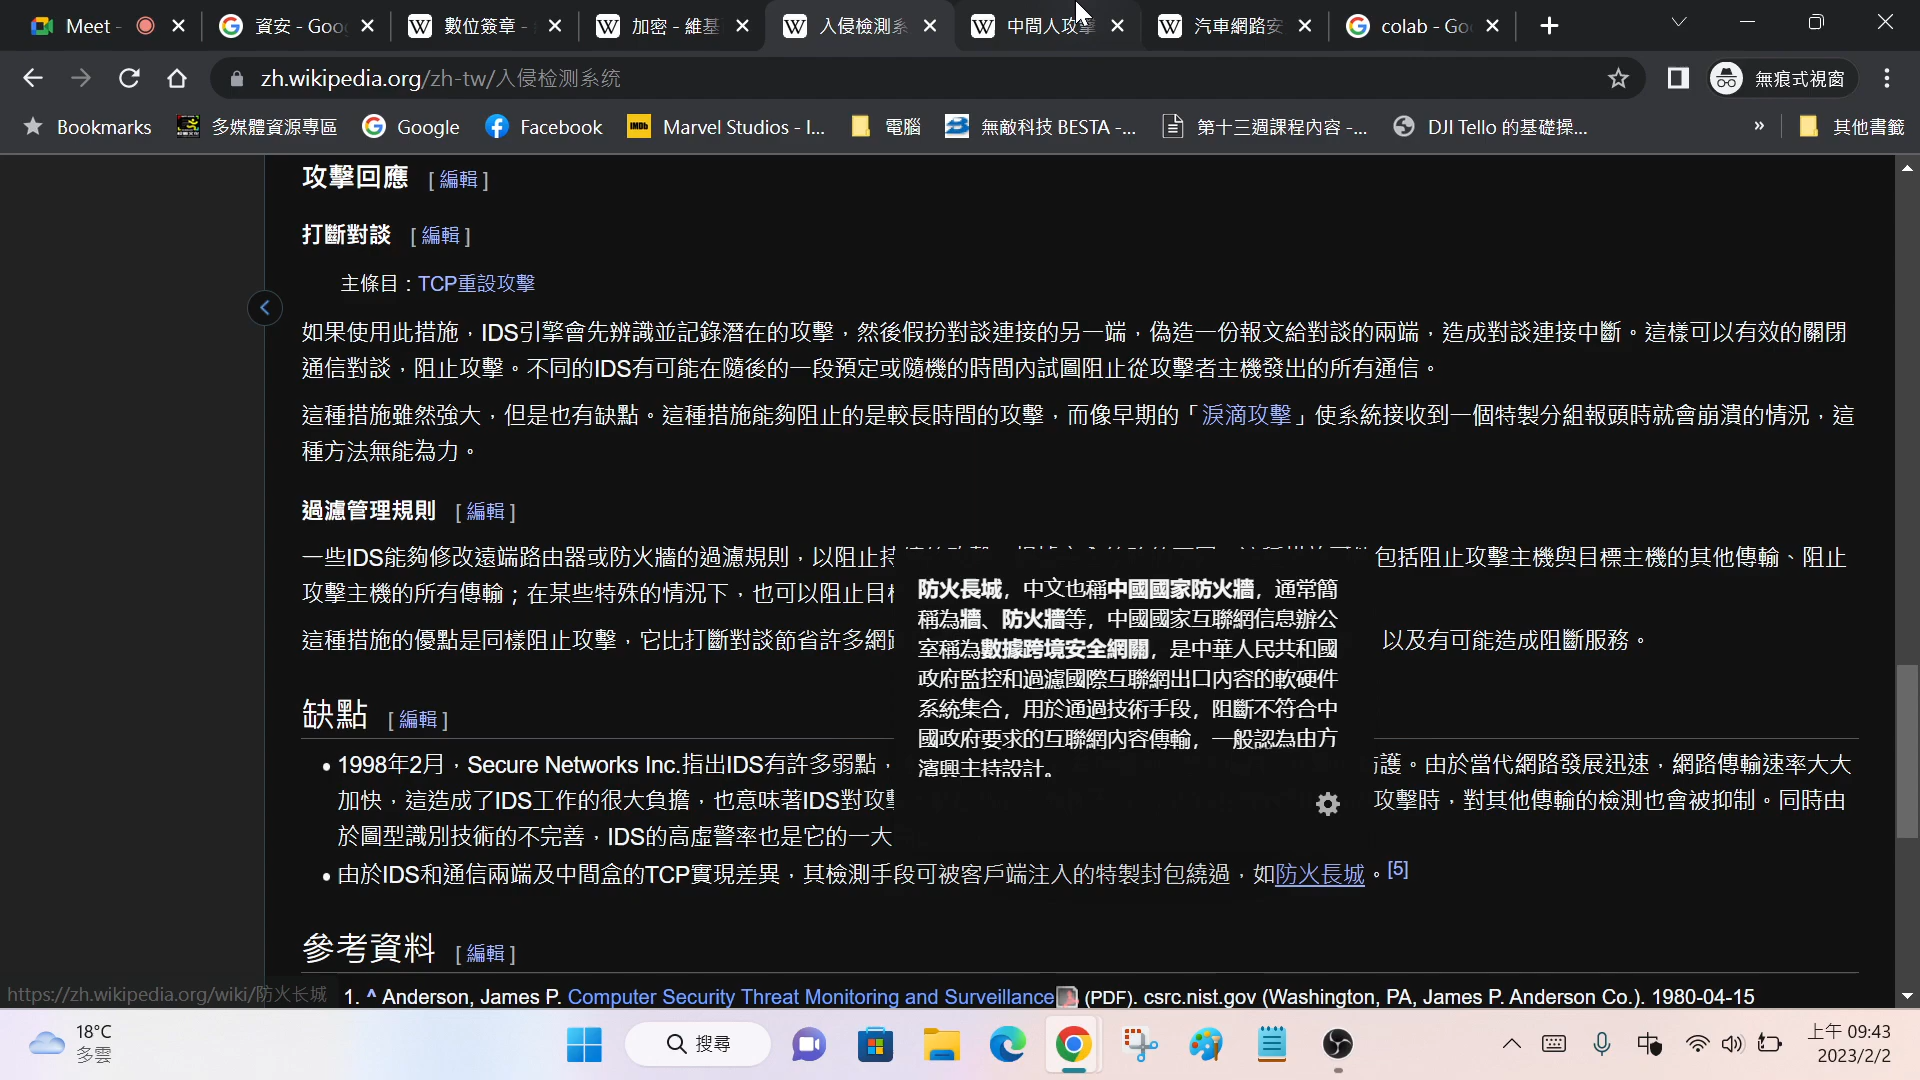 Meet -
資安 - Goo
數位簽章 -
加密 - 維基
入侵檢測系
中間人攻擊
汽車網路安
colab - Go
zh.wikipedia.org/zh-tw/入侵检测系统
無痕式視窗
Bookmarks
多媒體資源專區
Google
Facebook
Marvel Studios - I...
電腦
無敵科技 BESTA -...
第十三週課程內容 -...
DJI Tello 的基礎操...
»
其他書籤
攻擊回應 [ 編輯 ]
打斷對談 [ 編輯 ]
主條目：TCP重設攻擊
如果使用此措施，IDS引擎會先辨識並記錄潛在的攻擊，然後假扮對談連接的另一端，偽造一份報文給對談的兩端，造成對談連接中斷。這樣可以有效的關閉
通信對談，阻止攻擊。不同的IDS有可能在隨後的一段預定或隨機的時間內試圖阻止從攻擊者主機發出的所有通信。
這種措施雖然強大，但是也有缺點。這種措施能夠阻止的是較長時間的攻擊，而像早期的「淚滴攻擊」使系統接收到一個特製分組報頭時就會崩潰的情況，這
種方法無能為力。
過濾管理規則 [ 編輯 ]
一些IDS能夠修改遠端路由器或防火牆的過濾規則，以阻止持 包括阻止攻擊主機與目標主機的其他傳輸、阻止
攻擊主機的所有傳輸；在某些特殊的情況下，也可以阻止目標
這種措施的優點是同樣阻止攻擊，它比打斷對談節省許多網路 以及有可能造成阻斷服務。
防火長城，中文也稱中國國家防火牆，通常簡
稱為牆、防火牆等，中國國家互聯網信息辦公
室稱為數據跨境安全網關，是中華人民共和國
政府監控和過濾國際互聯網出口內容的軟硬件
系統集合，用於通過技術手段，阻斷不符合中
國政府要求的互聯網內容傳輸，一般認為由方
濱興主持設計。
缺點 [ 編輯 ]
• 1998年2月，Secure Networks Inc.指出IDS有許多弱點， 護。由於當代網路發展迅速，網路傳輸速率大大
加快，這造成了IDS工作的很大負擔，也意味著IDS對攻擊 攻擊時，對其他傳輸的檢測也會被抑制。同時由
於圖型識別技術的不完善，IDS的高虛警率也是它的一大
• 由於IDS和通信兩端及中間盒的TCP實現差異，其檢測手段可被客戶端注入的特製封包繞過，如防火長城。[5]
參考資料 [ 編輯 ]
1. ^ Anderson, James P. Computer Security Threat Monitoring and Surveillance (PDF). csrc.nist.gov (Washington, PA, James P. Anderson Co.). 1980-04-15
https://zh.wikipedia.org/wiki/防火长城
18°C
多雲
搜尋
中
上午 09:43
2023/2/2